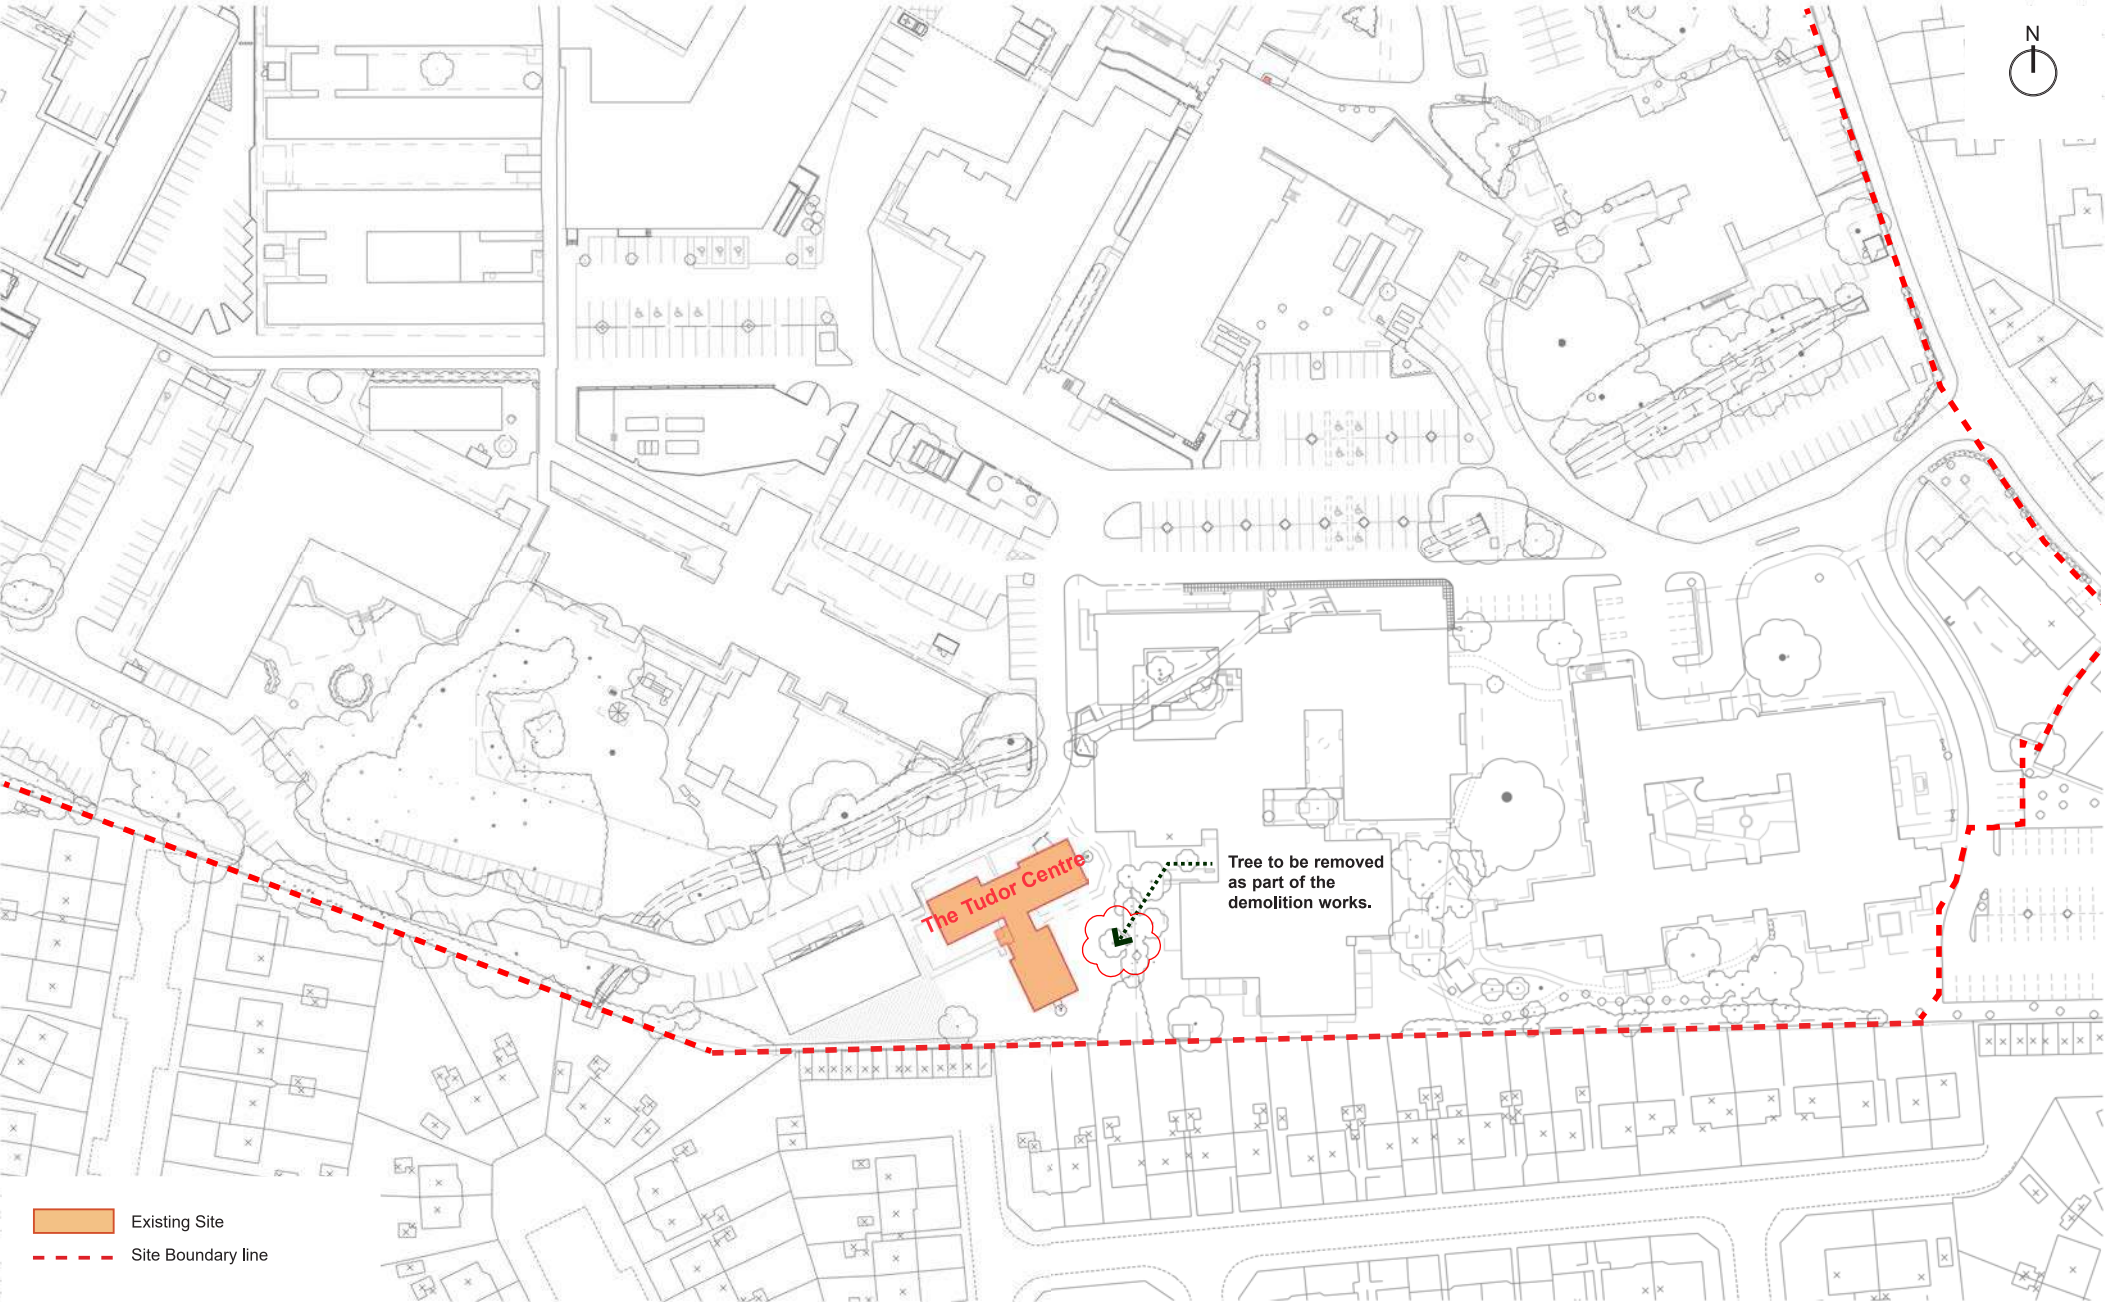 N
The Tudor Centre
Tree to be removed
as part of the
demolition works.
Existing Site
Site Boundary line